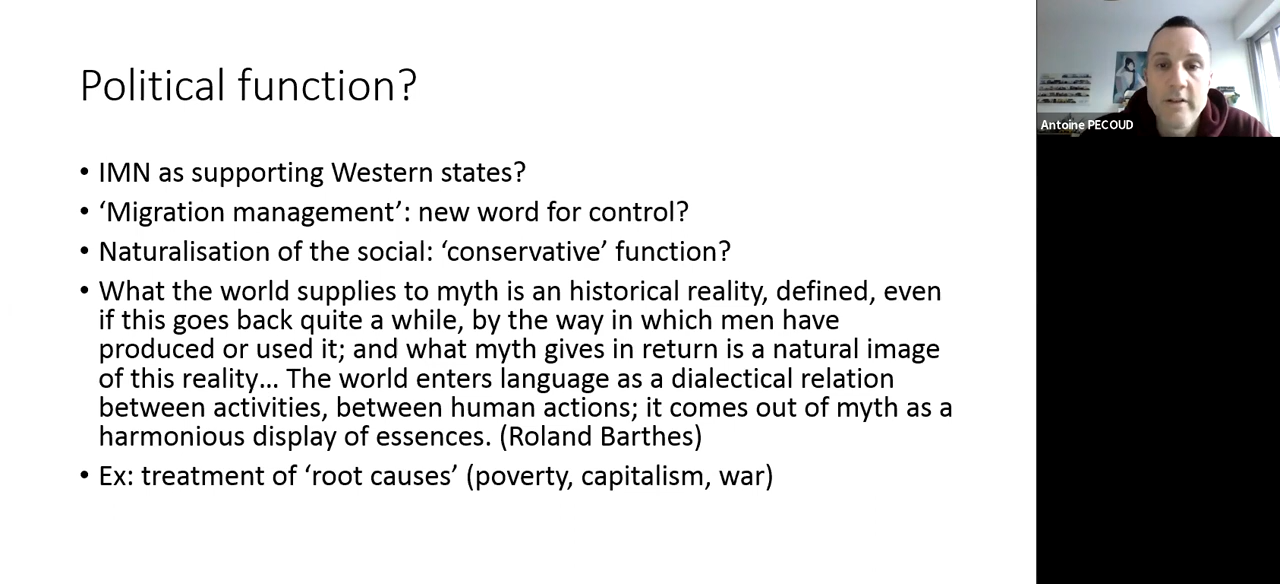 Political function?
• IMN as supporting Western states?
• ‘Migration management’: new word for control?
• Naturalisation of the social: ‘conservative’ function?
• What the world supplies to myth is an historical reality, defined, even
if this goes back quite a while, by the way in which men have
produced or used it; and what myth gives in return is a natural image
of this reality… The world enters language as a dialectical relation
between activities, between human actions; it comes out of myth as a
harmonious display of essences. (Roland Barthes)
• Ex: treatment of ‘root causes’ (poverty, capitalism, war)
Antoine PECOUD